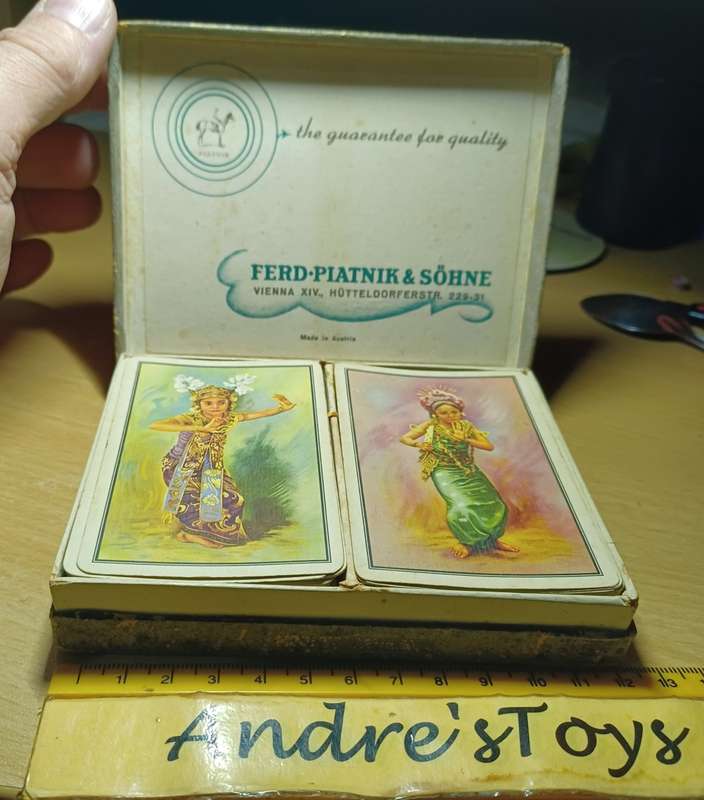 the guarantee for quality
PIATNIK
FERD·PIATNIK & SÖHNE
VIENNA XIV., HÜTTELDORFERSTR. 229-31
Made in Austria
1 2 3 4 5 6 7 8 9 10 11 12 13
Andre'sToys